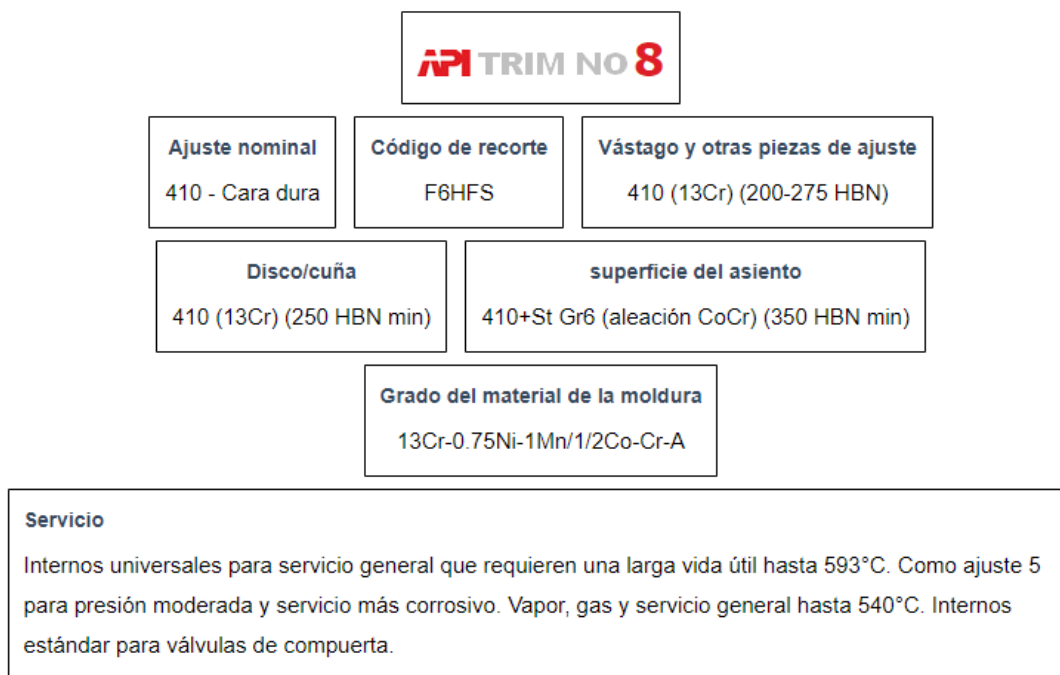 API TRIM NO 8
Ajuste nominal
410 - Cara dura
Código de recorte
F6HFS
Vástago y otras piezas de ajuste
410 (13Cr) (200-275 HBN)
Disco/cuña
410 (13Cr) (250 HBN min)
superficie del asiento
410+St Gr6 (aleación CoCr) (350 HBN min)
Grado del material de la moldura
13Cr-0.75Ni-1Mn/1/2Co-Cr-A
Servicio
Internos universales para servicio general que requieren una larga vida útil hasta 593°C. Como ajuste 5
para presión moderada y servicio más corrosivo. Vapor, gas y servicio general hasta 540°C. Internos
estándar para válvulas de compuerta.